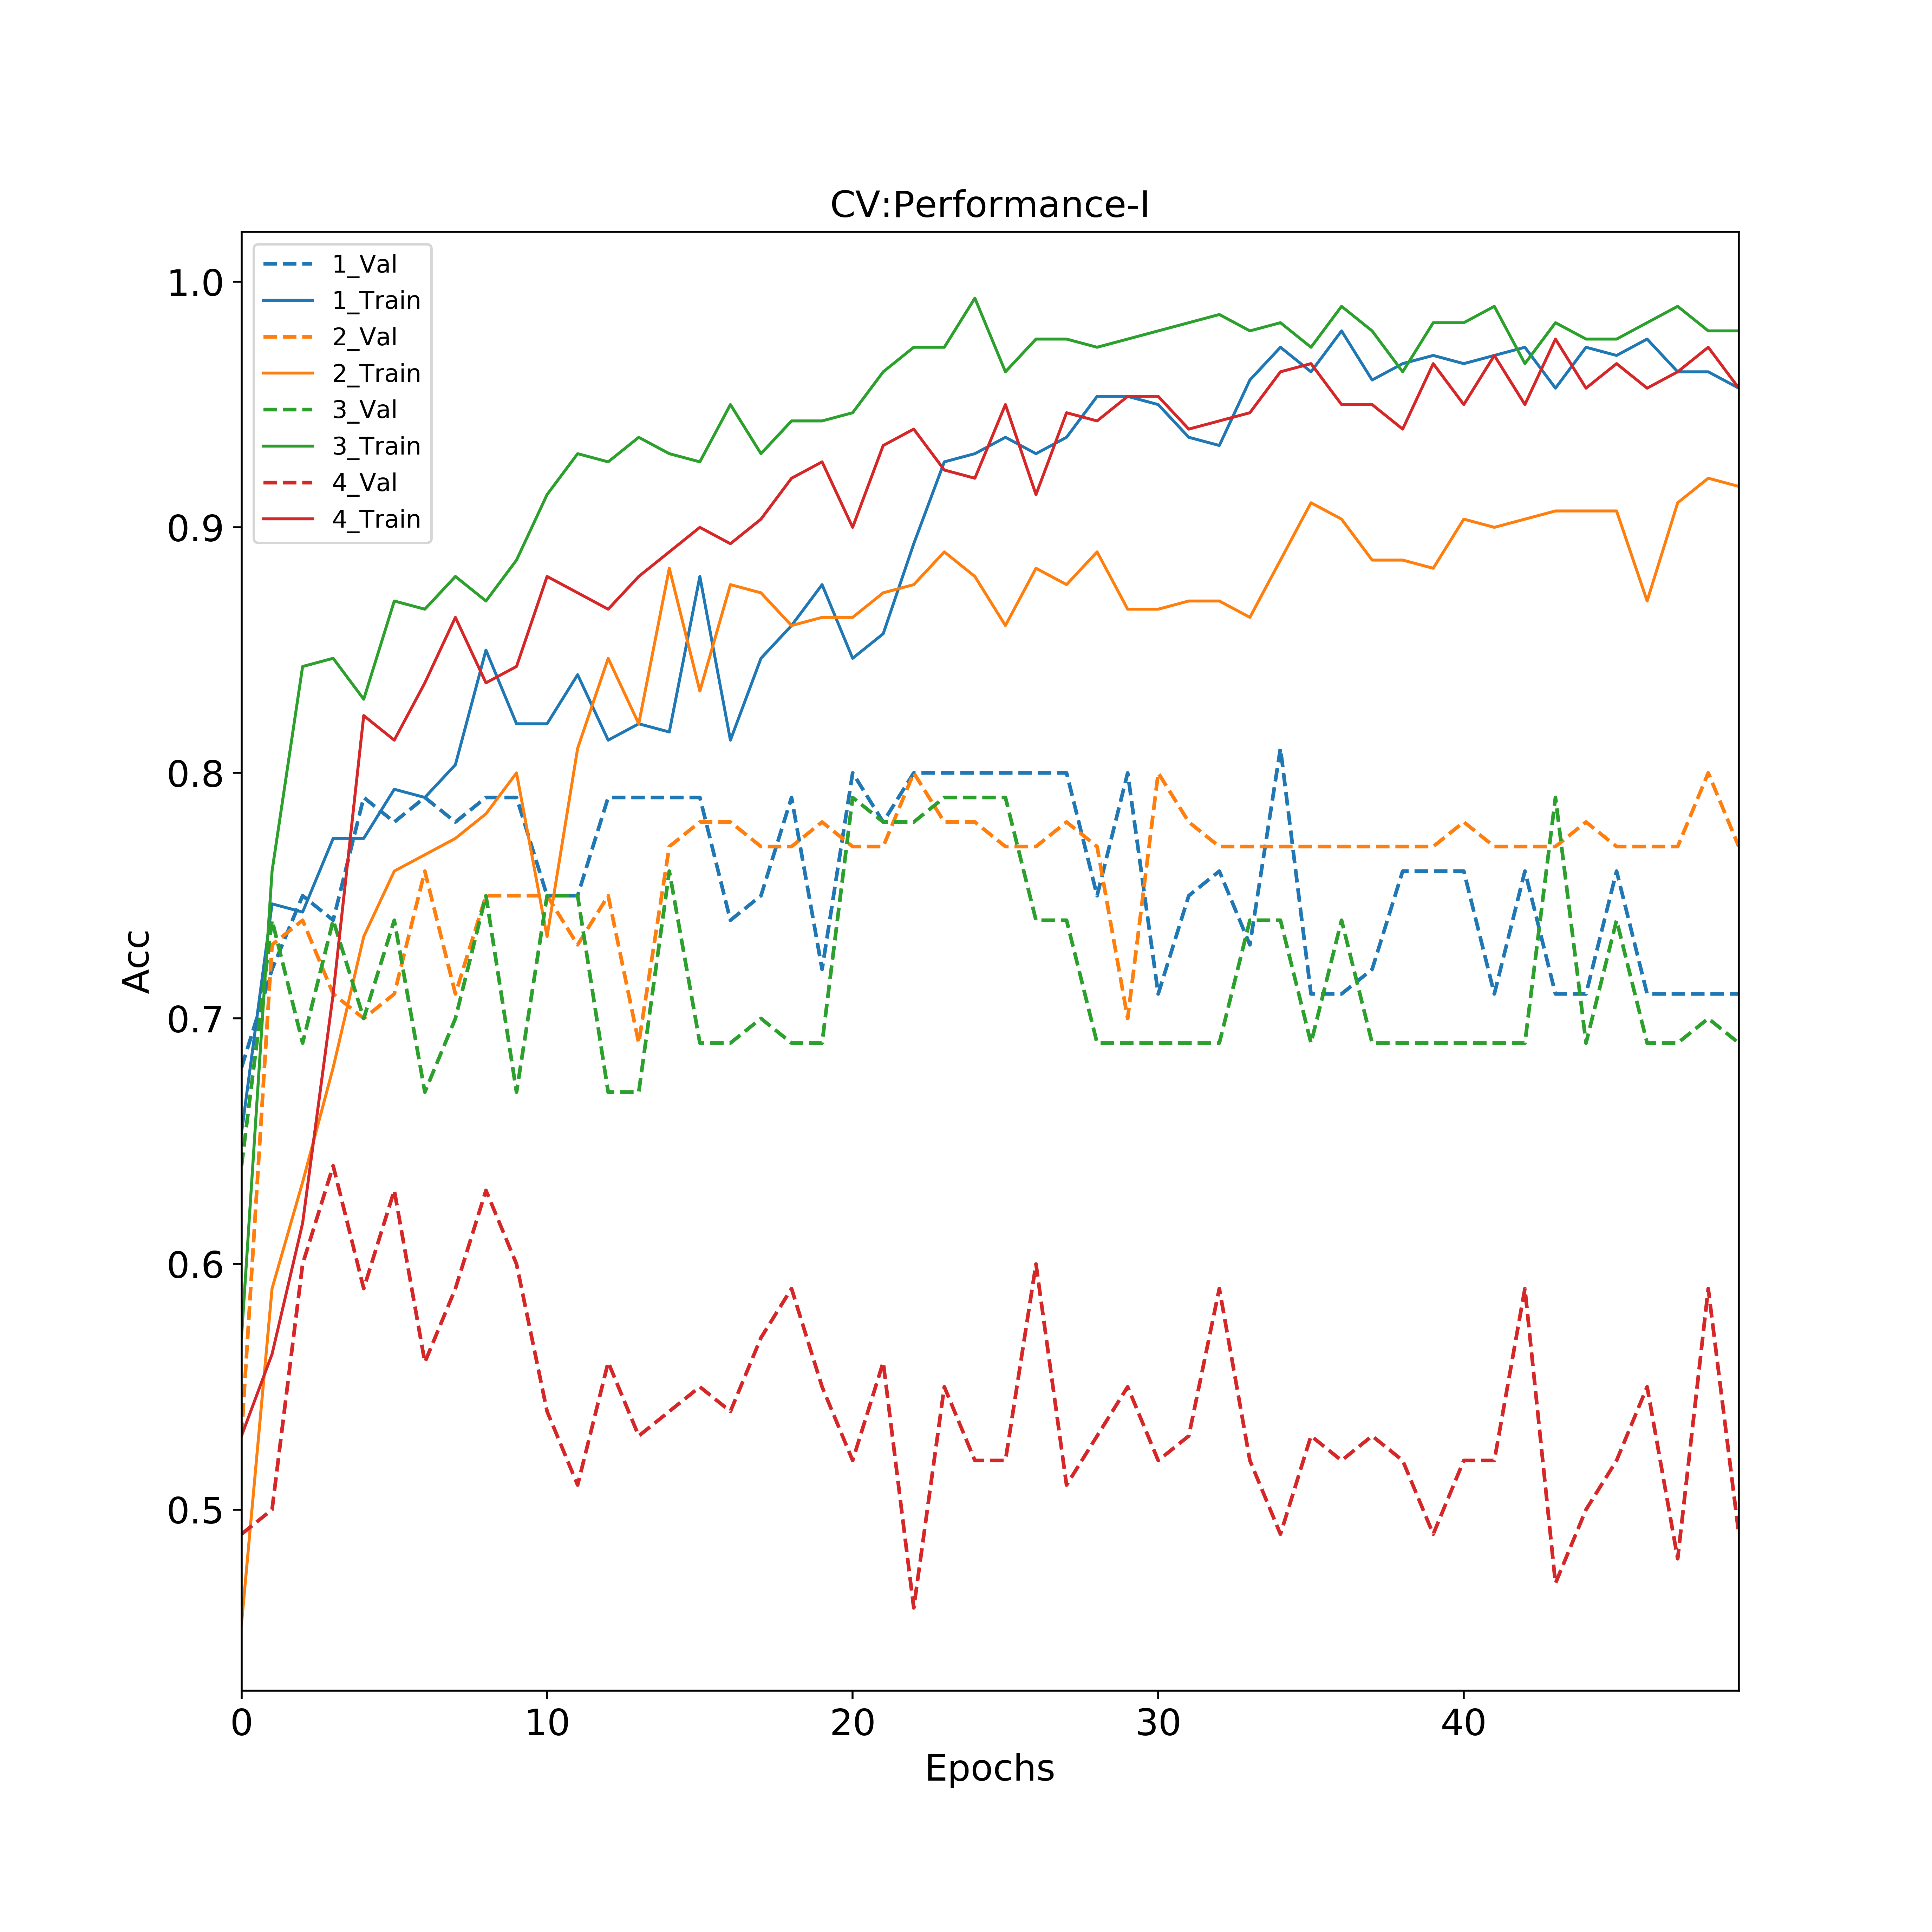 CV:Performance-I
1_Val
1_Train
2_Val
2_Train
3_Val
3_Train
4_Val
4_Train
1.0
0.9
0.8
0.7
0.6
0.5
Acc
0 10 20 30 40
Epochs